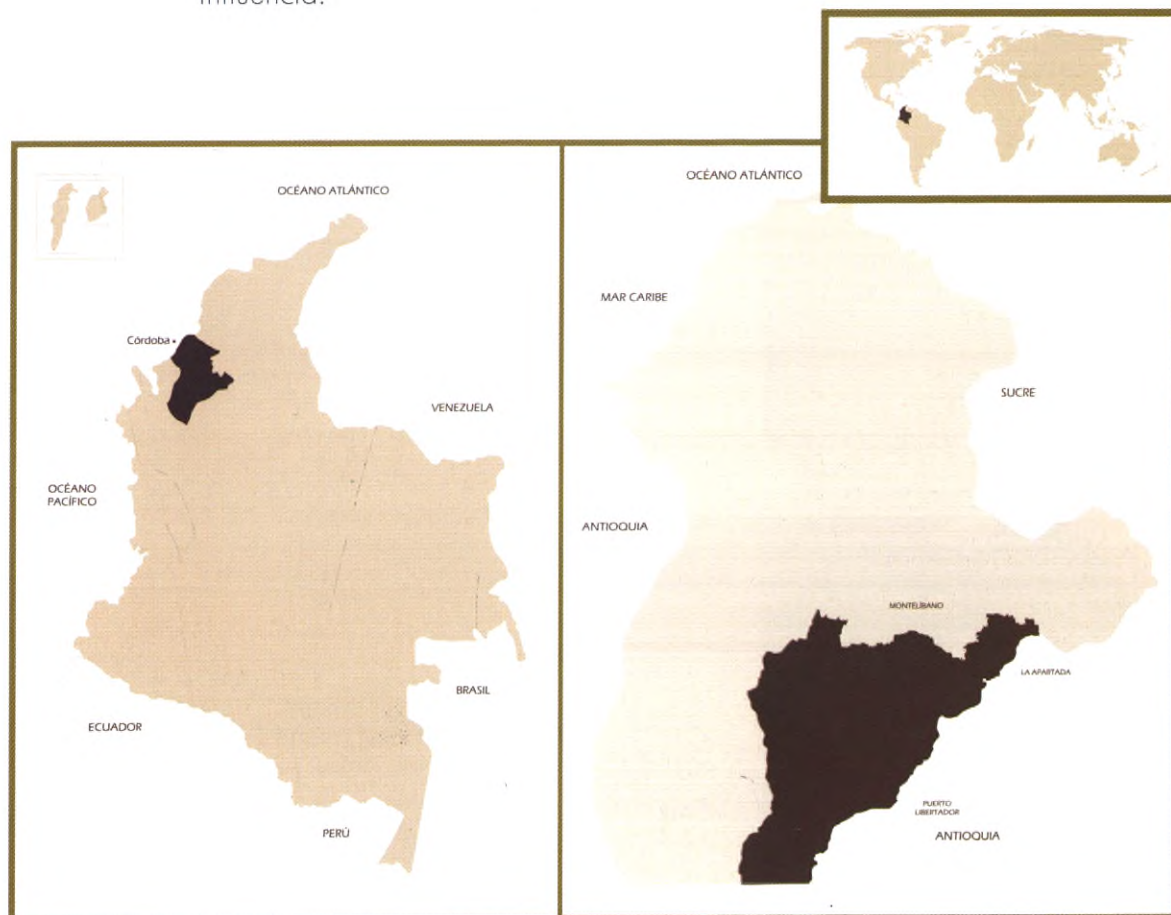 influencia.
OCÉANO ATLÁNTICO
Córdoba
VENEZUELA
OCÉANO
PACÍFICO
BRASIL
ECUADOR
PERÚ
OCÉANO ATLÁNTICO
MAR CARIBE
SUCRE
ANTIOQUIA
MONTELÍBANO
LA APARTADA
PUERTO
LIBERTADOR
ANTIOQUIA